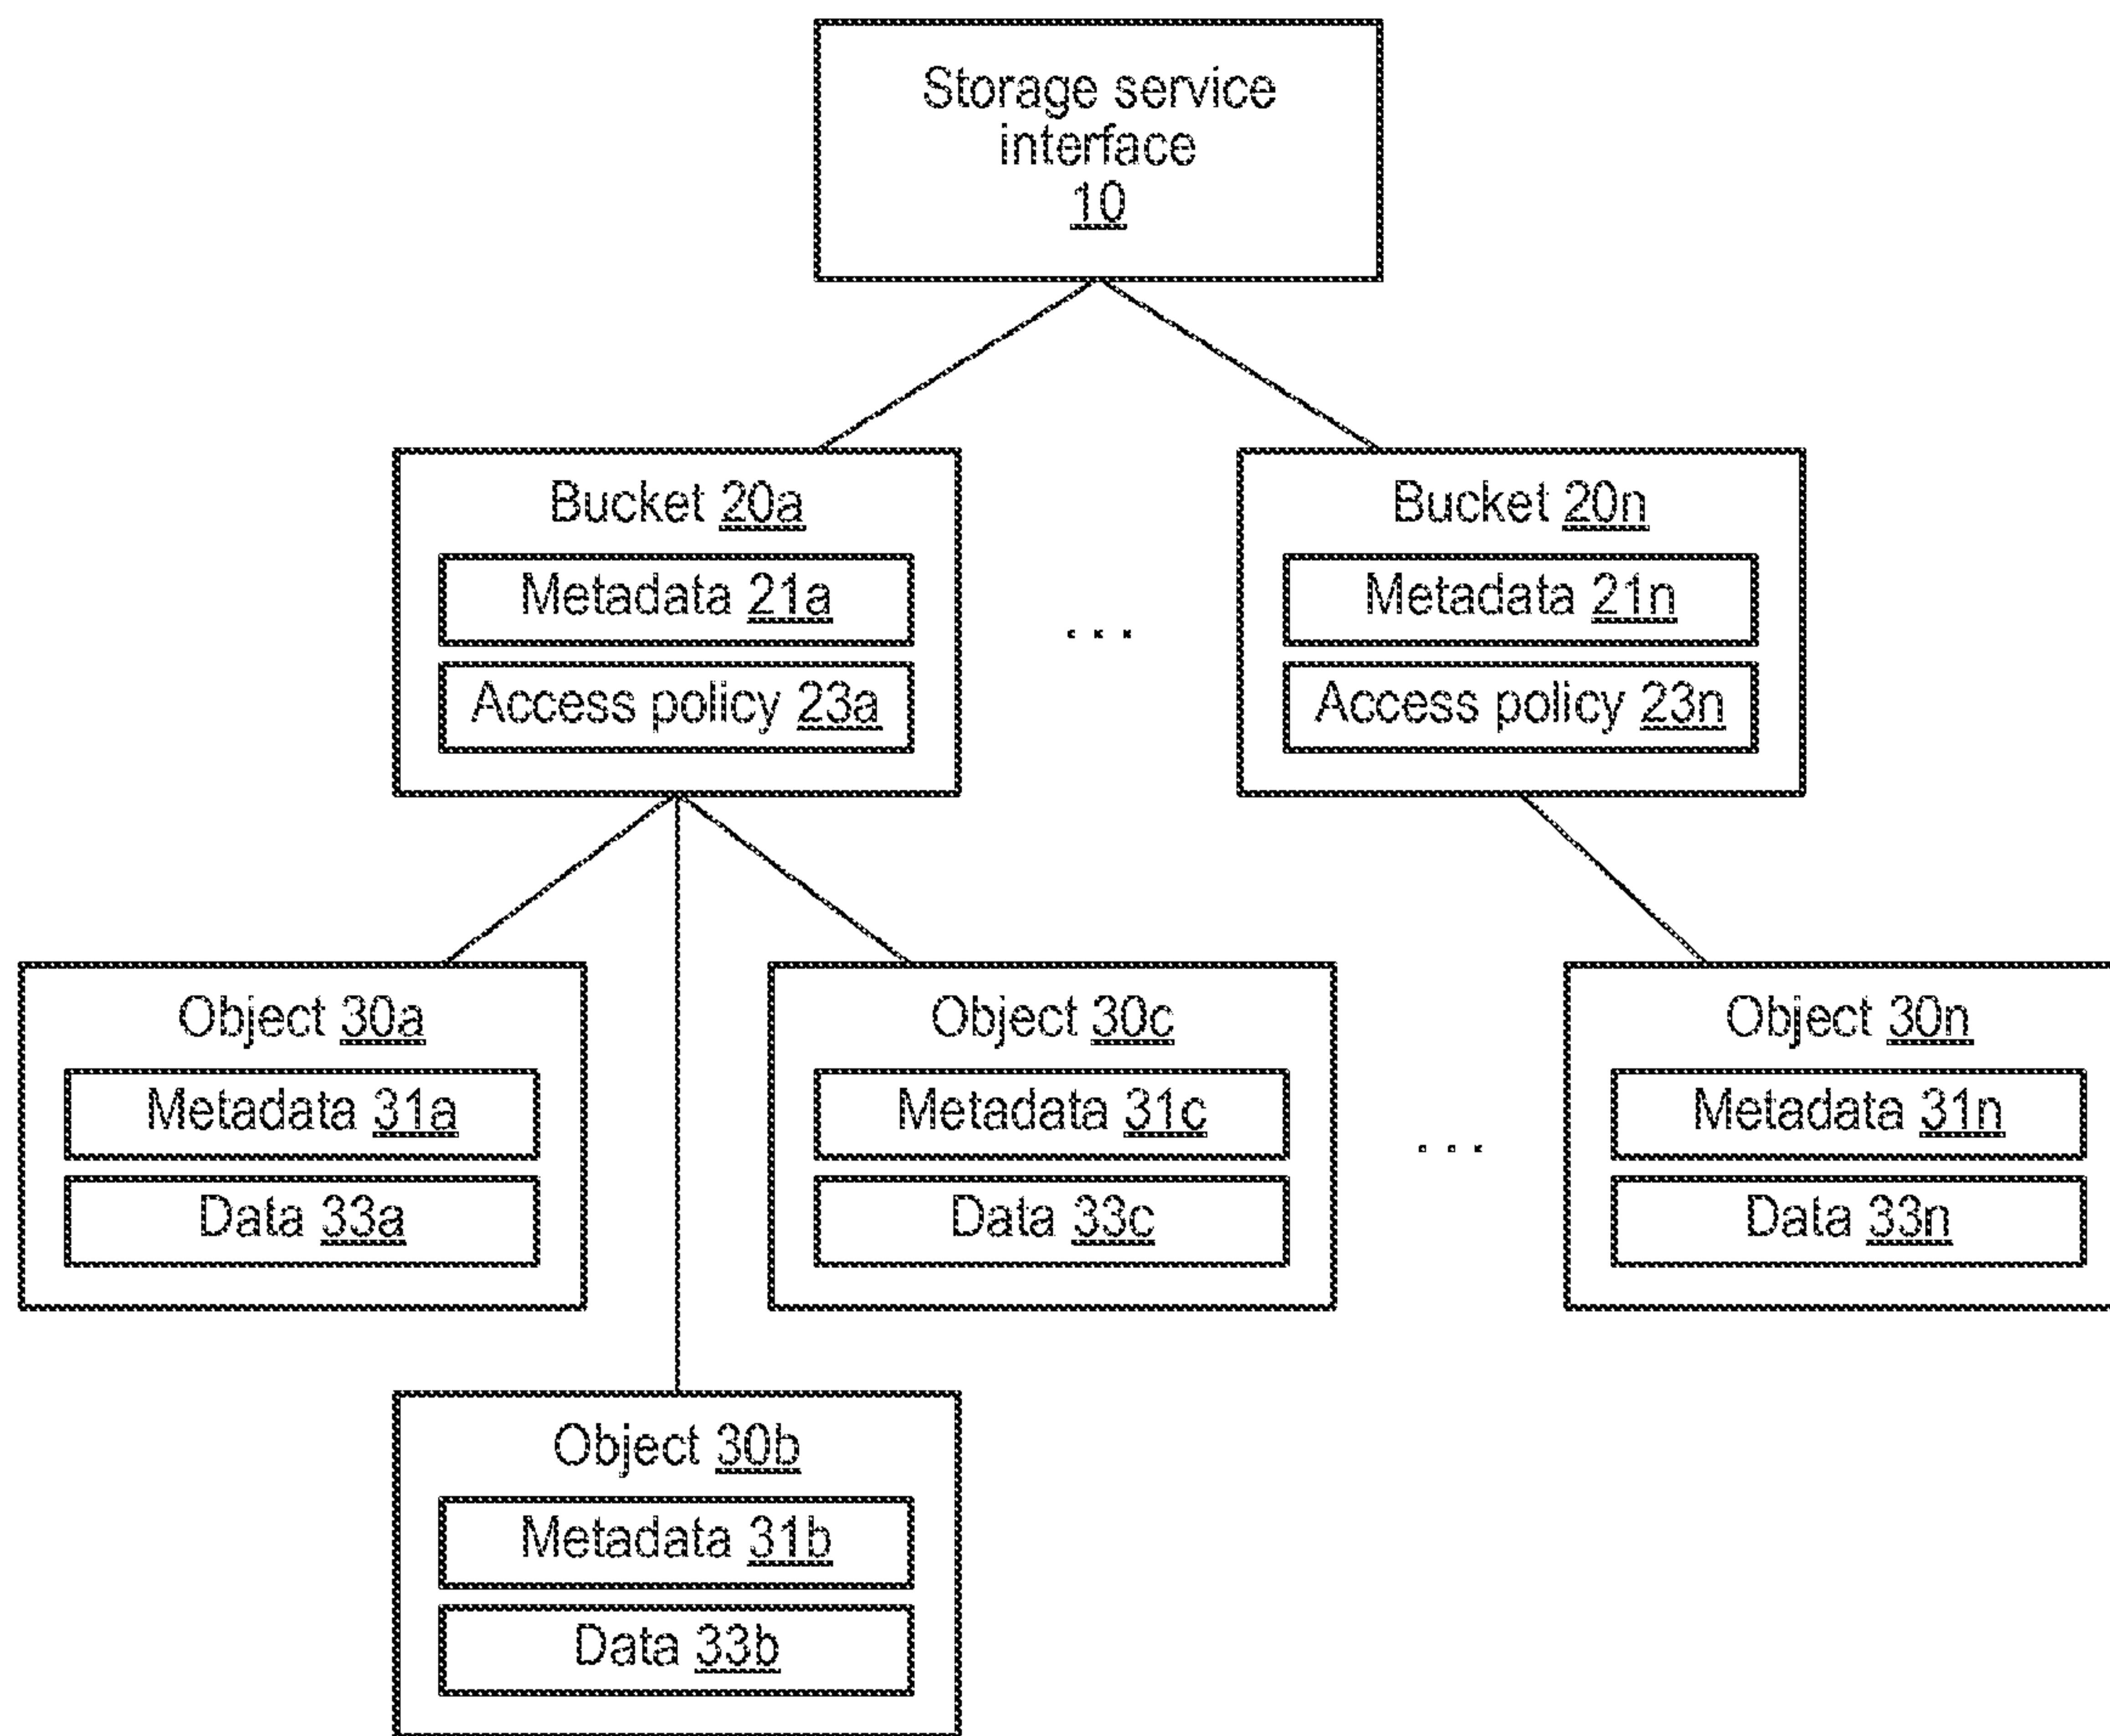 Storage service
interface
10
Bucket 20a
Metadata 21a
Access policy 23a
. . .
Bucket 20n
Metadata 21n
Access policy 23n
Object 30a
Metadata 31a
Data 33a
Object 30c
Metadata 31c
Data 33c
. . .
Object 30n
Metadata 31n
Data 33n
Object 30b
Metadata 31b
Data 33b